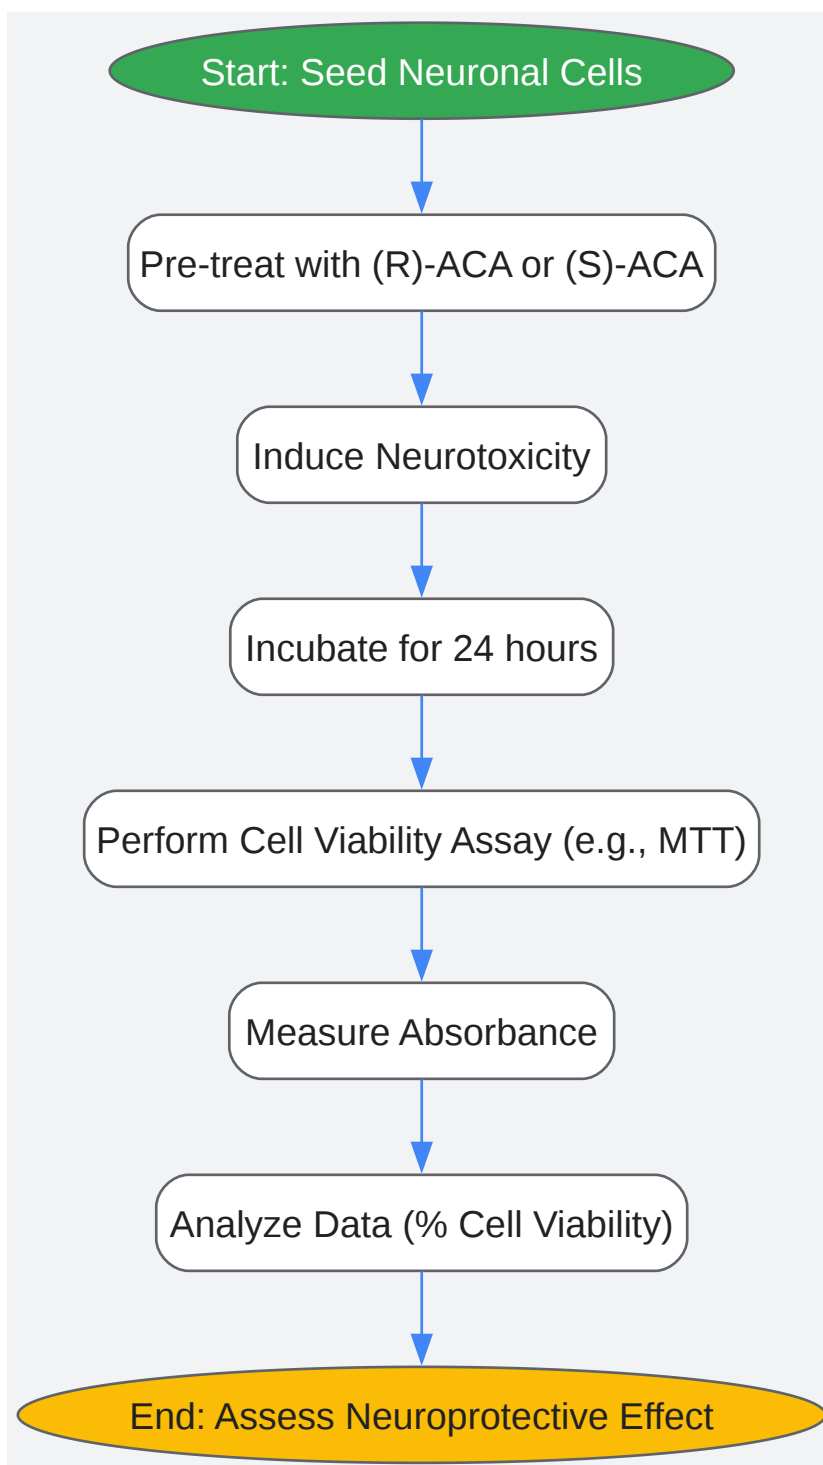 Start: Seed Neuronal Cells
Pre-treat with (R)-ACA or (S)-ACA
Induce Neurotoxicity
Incubate for 24 hours
Perform Cell Viability Assay (e.g., MTT)
Measure Absorbance
Analyze Data (% Cell Viability)
End: Assess Neuroprotective Effect